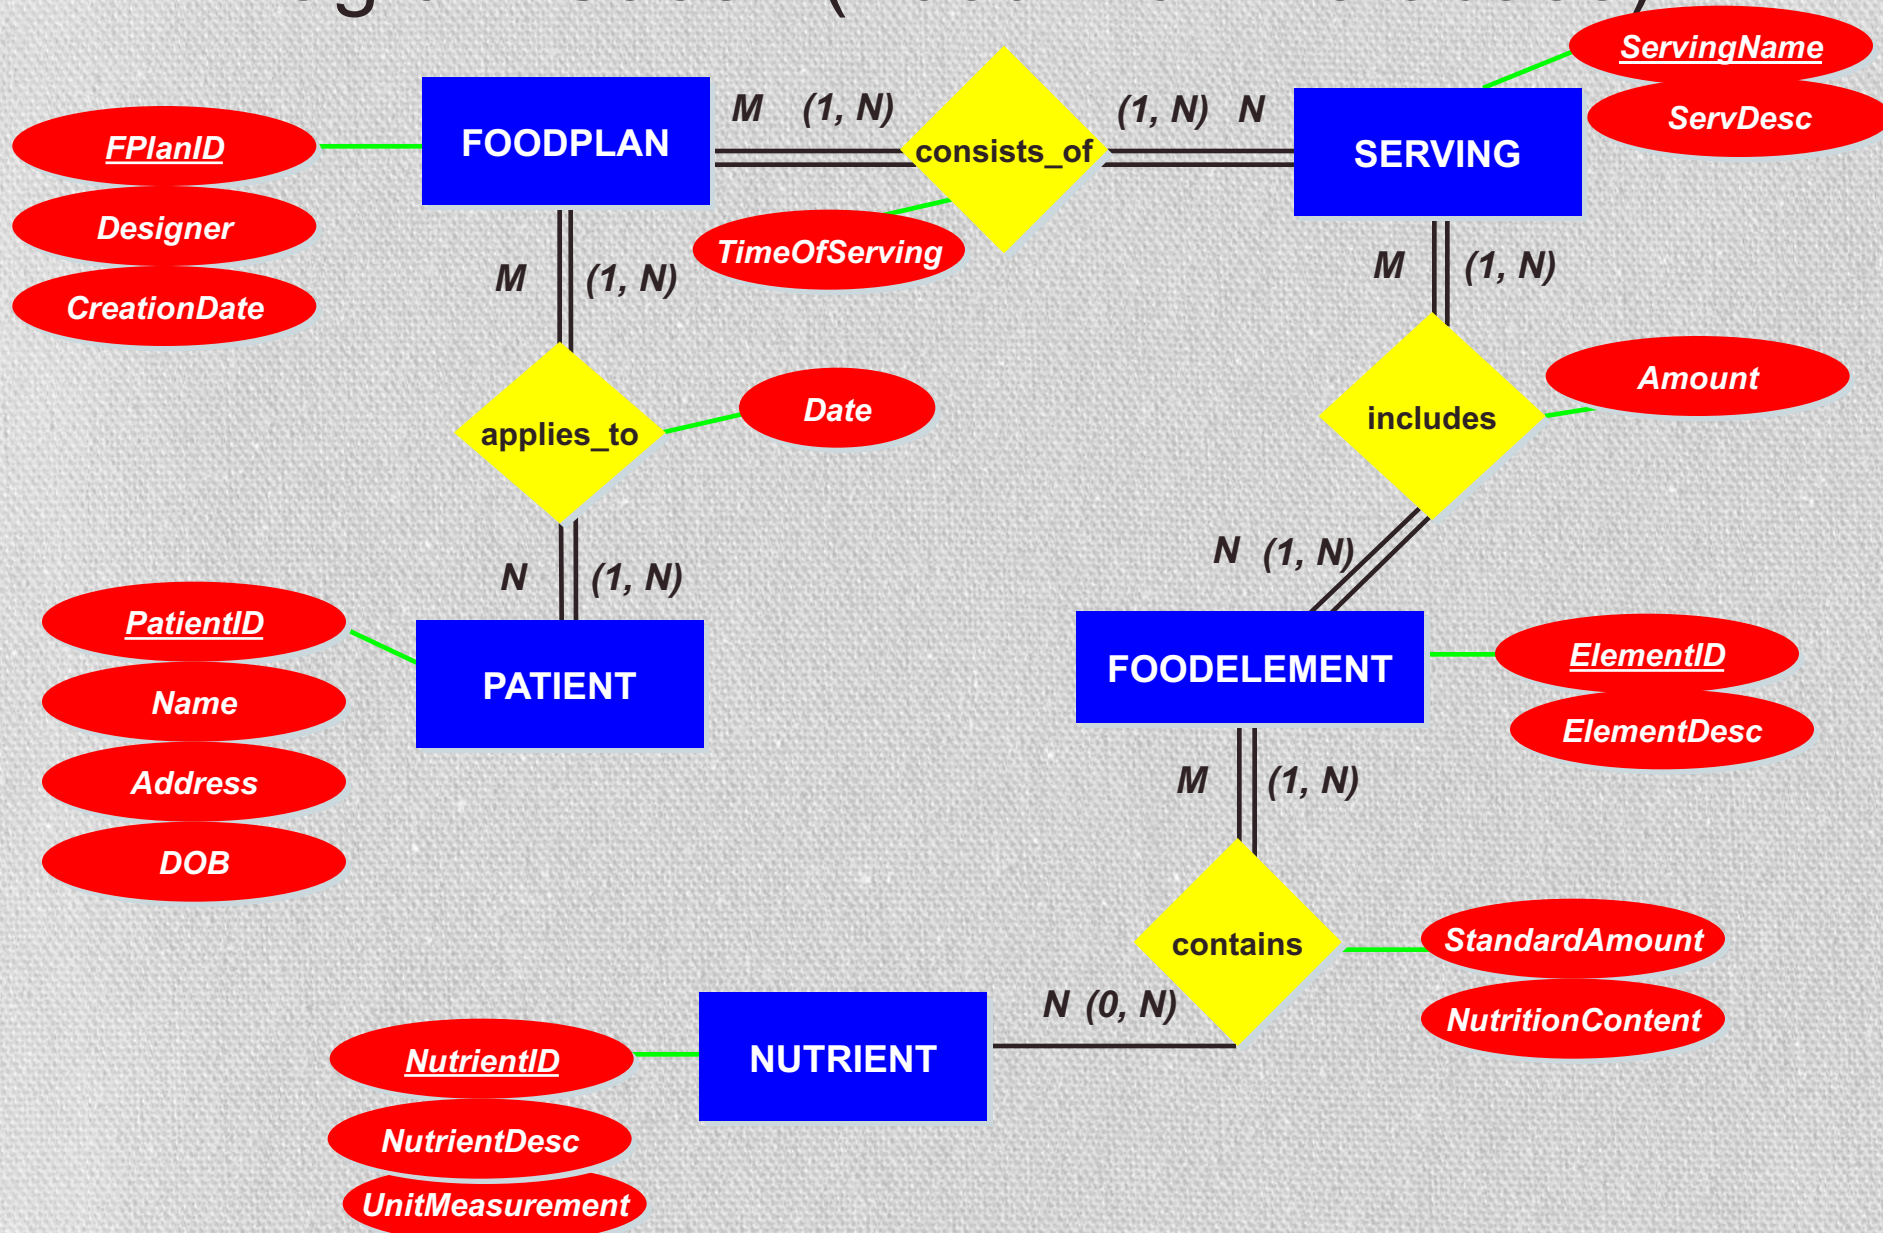 ServingName
ServDesc
FOODPLAN
M (1, N)
consists_of
(1, N) N
SERVING
FPlanID
Designer
CreationDate
TimeOfServing
M (1, N)
M (1, N)
applies_to
Date
includes
Amount
N (1, N)
N (1, N)
PatientID
Name
Address
DOB
PATIENT
FOODELEMENT
ElementID
ElementDesc
M (1, N)
contains
StandardAmount
NutritionContent
N (0, N)
NUTRIENT
NutrientID
NutrientDesc
UnitMeasurement